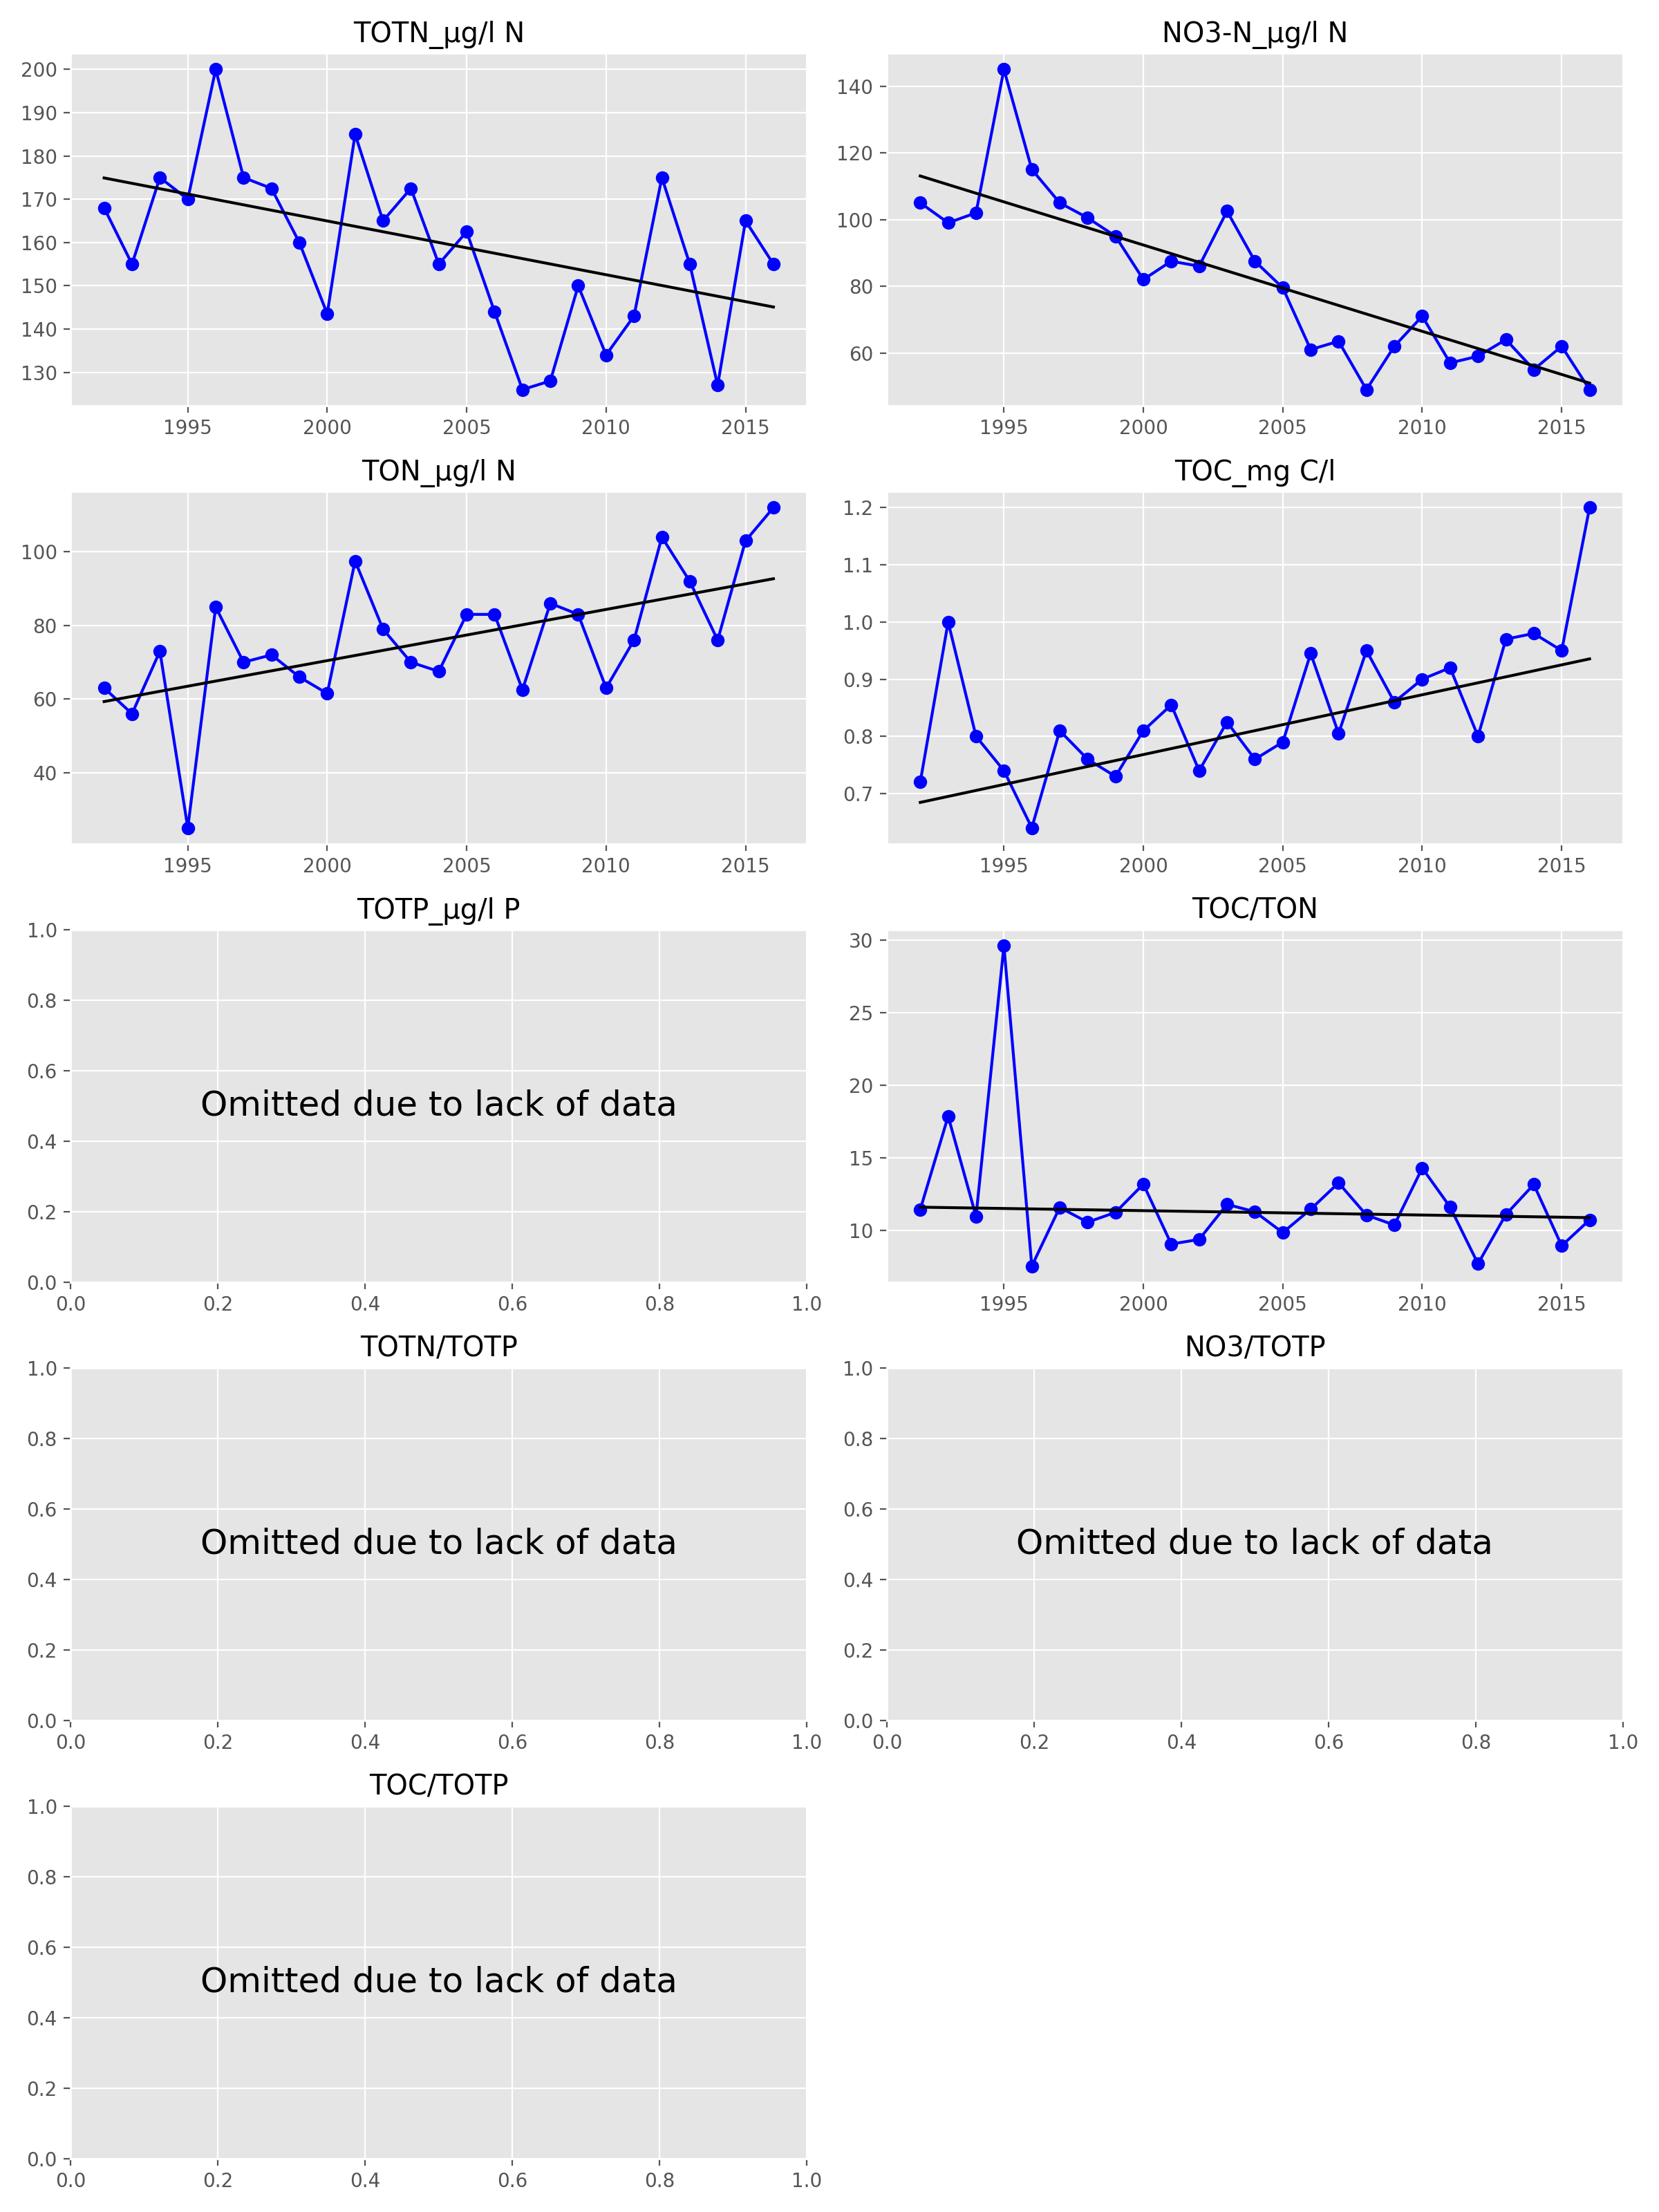 TOTN_µg/l N
200
190
180
170
160
150
140
130
1995 2000 2005 2010 2015
NO3-N_µg/l N
140
120
100
80
60
1995 2000 2005 2010 2015
TON_µg/l N
100
80
60
40
1995 2000 2005 2010 2015
TOC_mg C/l
1.2
1.1
1.0
0.9
0.8
0.7
1995 2000 2005 2010 2015
TOTP_µg/l P
1.0
0.8
0.6
Omitted due to lack of data
0.4
0.2
0.0
0.0 0.2 0.4 0.6 0.8 1.0
TOC/TON
30
25
20
15
10
1995 2000 2005 2010 2015
TOTN/TOTP
1.0
0.8
0.6
Omitted due to lack of data
0.4
0.2
0.0
0.0 0.2 0.4 0.6 0.8 1.0
NO3/TOTP
1.0
0.8
0.6
Omitted due to lack of data
0.4
0.2
0.0
0.0 0.2 0.4 0.6 0.8 1.0
TOC/TOTP
1.0
0.8
0.6
Omitted due to lack of data
0.4
0.2
0.0
0.0 0.2 0.4 0.6 0.8 1.0